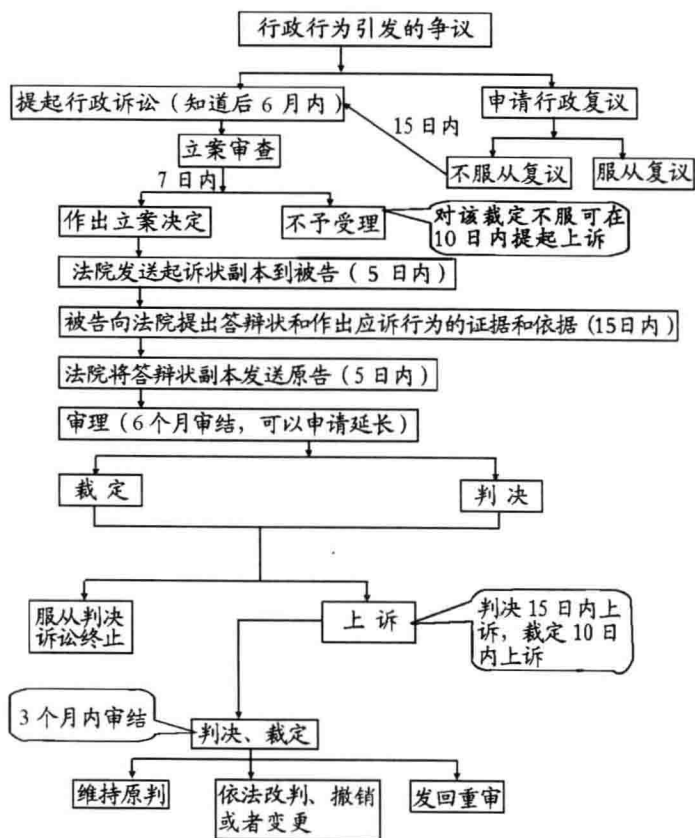 行政行为引发的争议
提起行政诉讼（知道后6月内）
申请行政复议
15日内
立案审查
不服从复议
服从复议
7日内
作出立案决定
不予受理
对该裁定不服可在
10日内提起上诉
法院发送起诉状副本到被告（5日内）
被告向法院提出答辩状和作出应诉行为的证据和依据（15日内）
法院将答辩状副本发送原告（5日内）
审理（6个月审结，可以申请延长）
裁定
判决
服从判决
诉讼终止
上诉
判决15日内上
诉，裁定10日
内上诉
3个月内审结
判决、裁定
维持原判
依法改判、撤销
或者变更
发回重审